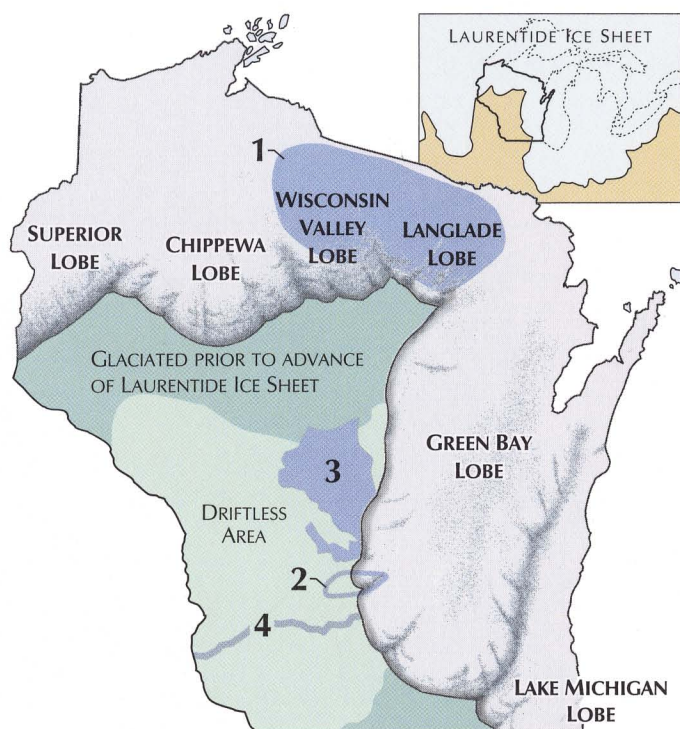 LAURENTIDE ICE SHEET
1
WISCONSIN
VALLEY
LOBE
LANGLADE
LOBE
SUPERIOR
LOBE
CHIPPEWA
LOBE
GLACIATED PRIOR TO ADVANCE
OF LAURENTIDE ICE SHEET
GREEN BAY
LOBE
3
DRIFTLESS
AREA
2
4
LAKE MICHIGAN
LOBE